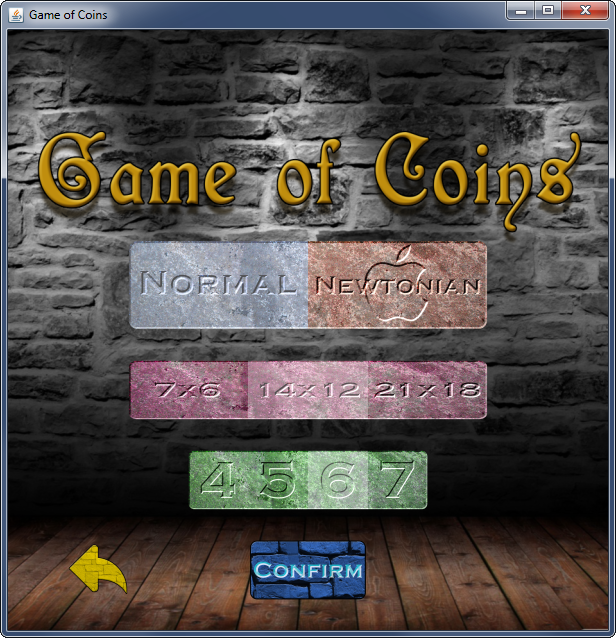 Game of Coins
Game of Coins
Normal Newtonian
7x6 14x12 21x18
4 5 6 7
Confirm